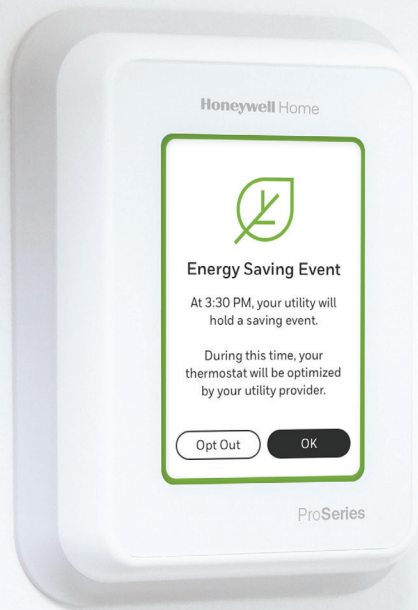 Honeywell Home
Energy Saving Event
At 3:30 PM, your utility will
hold a saving event.
During this time, your
thermostat will be optimized
by your utility provider.
Opt Out
OK
ProSeries